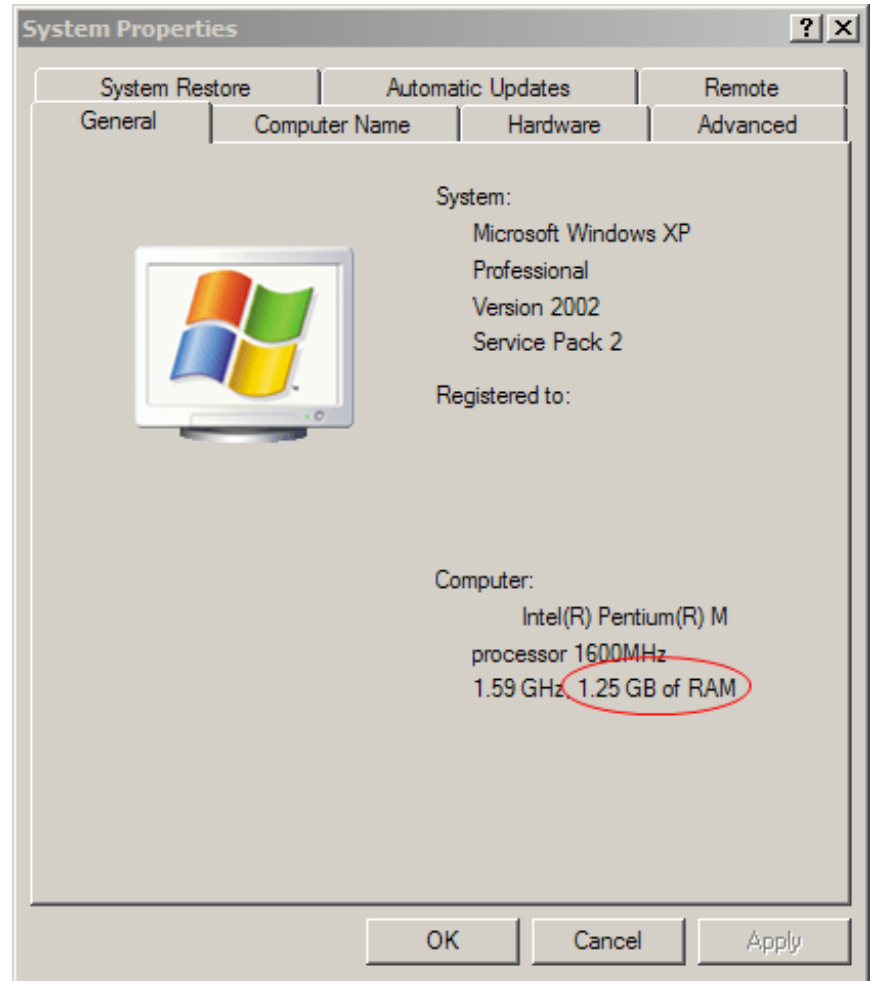 System Properties
System Restore Automatic Updates Remote
General Computer Name Hardware Advanced
System:
Microsoft Windows XP
Professional
Version 2002
Service Pack 2
Registered to:
Computer:
Intel(R) Pentium(R) M
processor 1600MHz
1.59 GHz, 1.25 GB of RAM
OK Cancel Apply